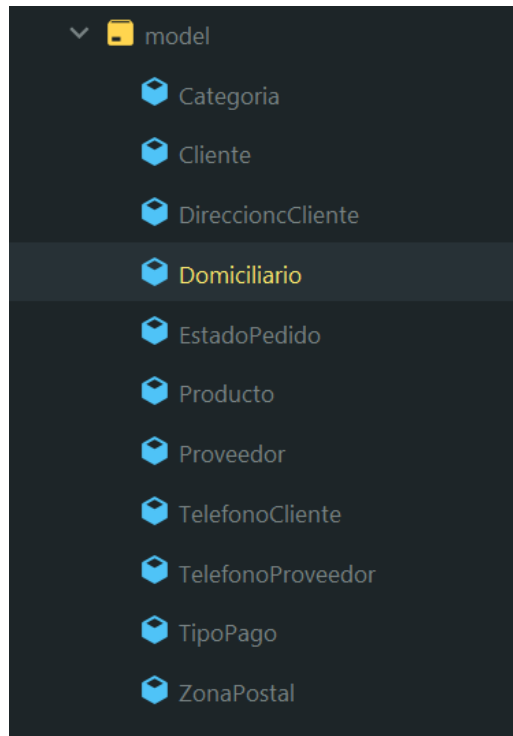 model
Categoria
Cliente
DireccioncCliente
Domiciliario
EstadoPedido
Producto
Proveedor
TelefonoCliente
TelefonoProveedor
TipoPago
ZonaPostal